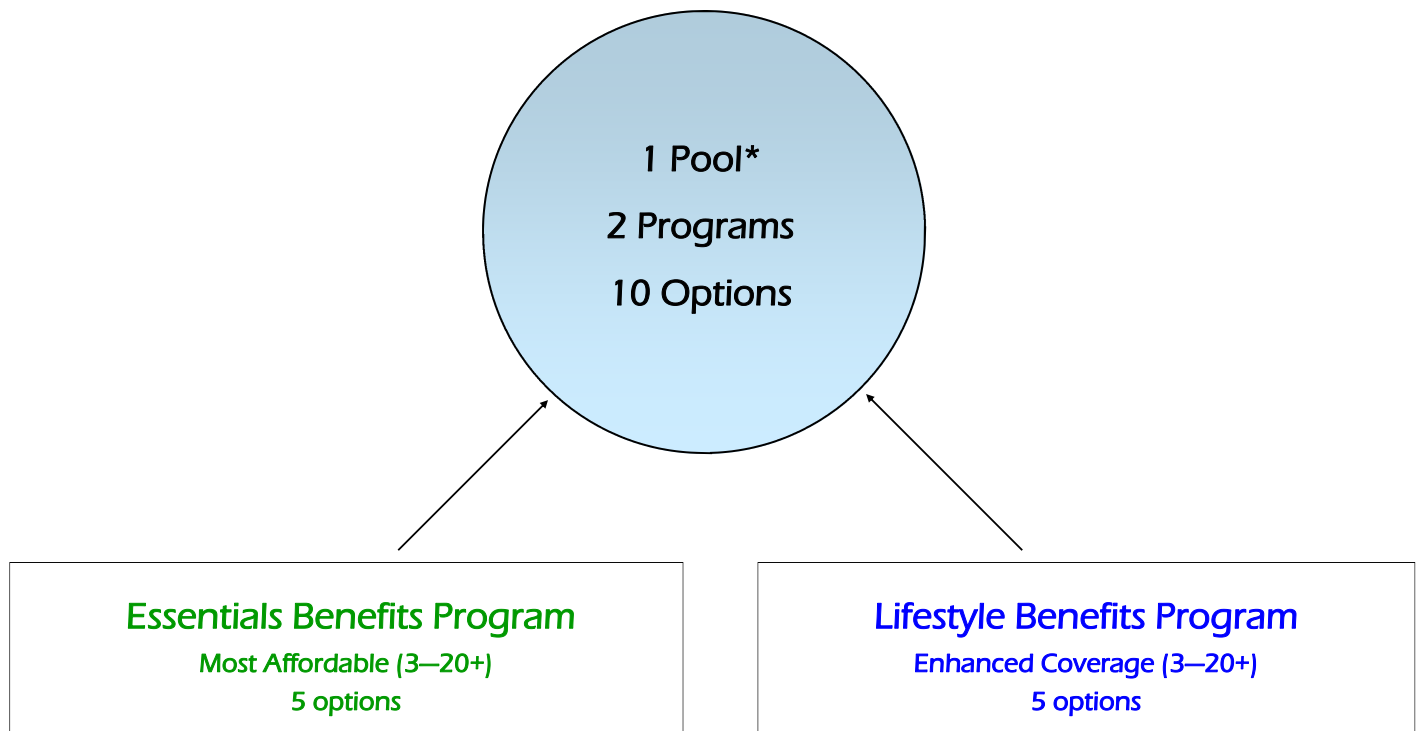 1 Pool*
2 Programs
10 Options
Essentials Benefits Program
Most Affordable (3—20+)
5 options
Lifestyle Benefits Program
Enhanced Coverage (3—20+)
5 options